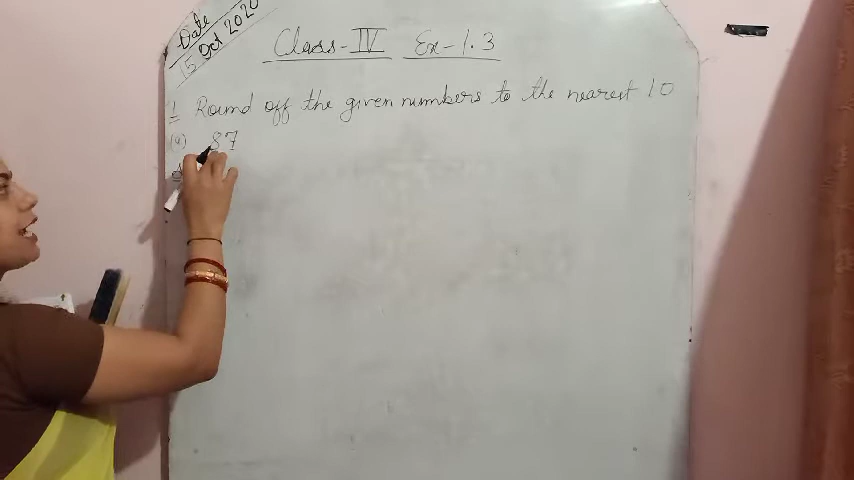 Date
15 Oct 2020
Class-IV Ex-1.3
1 Round off the given numbers to the nearest 10
(a) 87